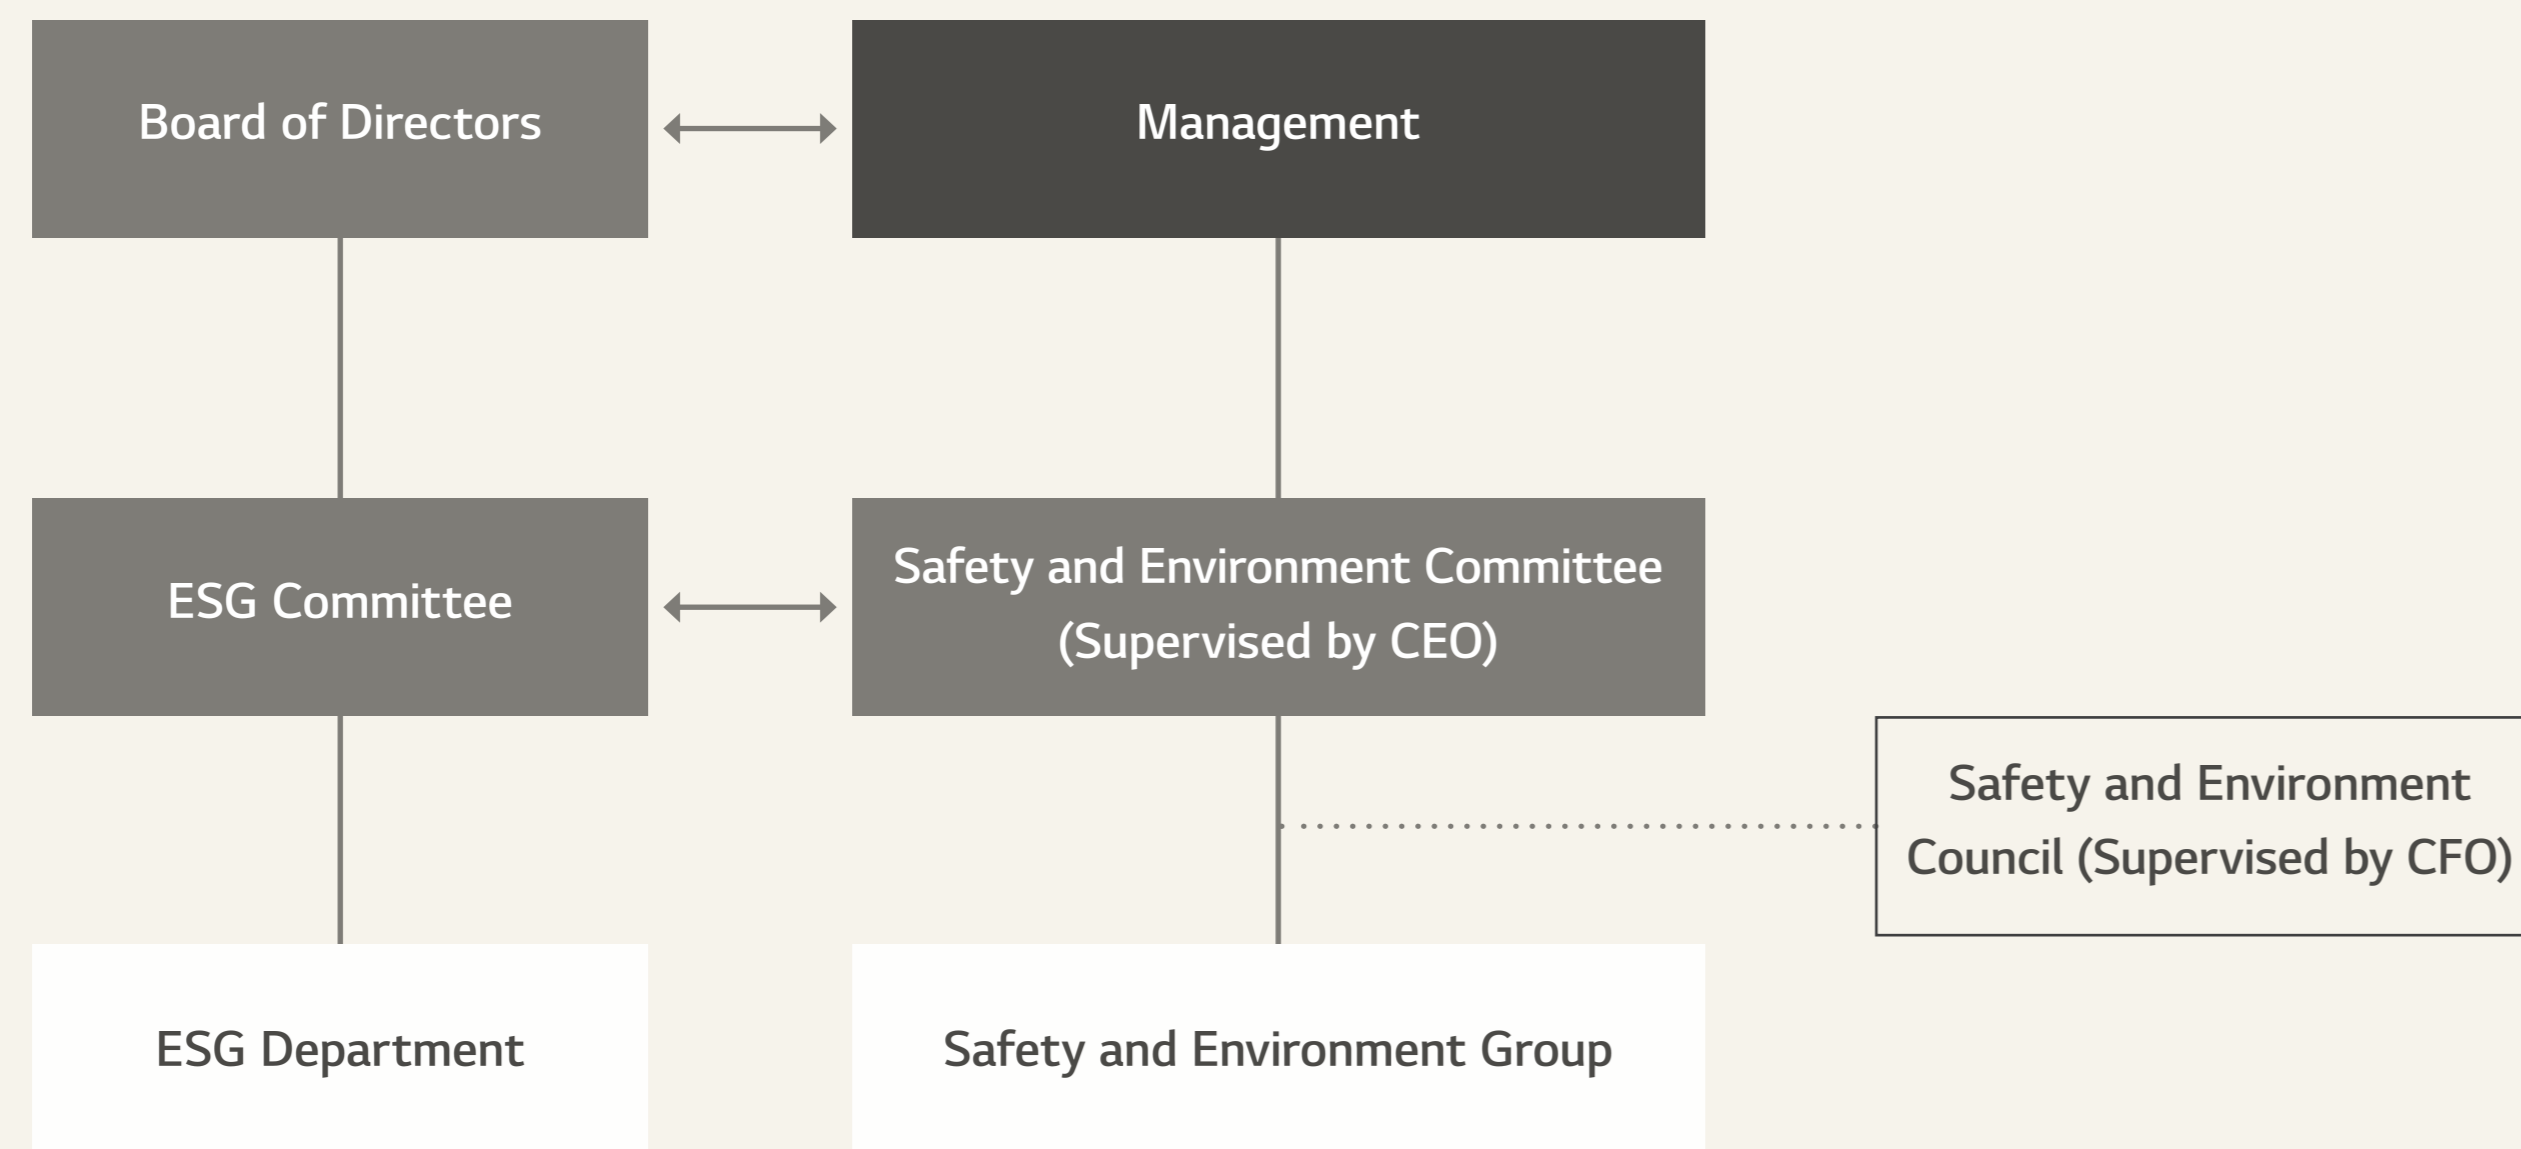 Board of Directors
Management
ESG Committee
Safety and Environment Committee
(Supervised by CEO)
Safety and Environment
Council (Supervised by CFO)
ESG Department
Safety and Environment Group